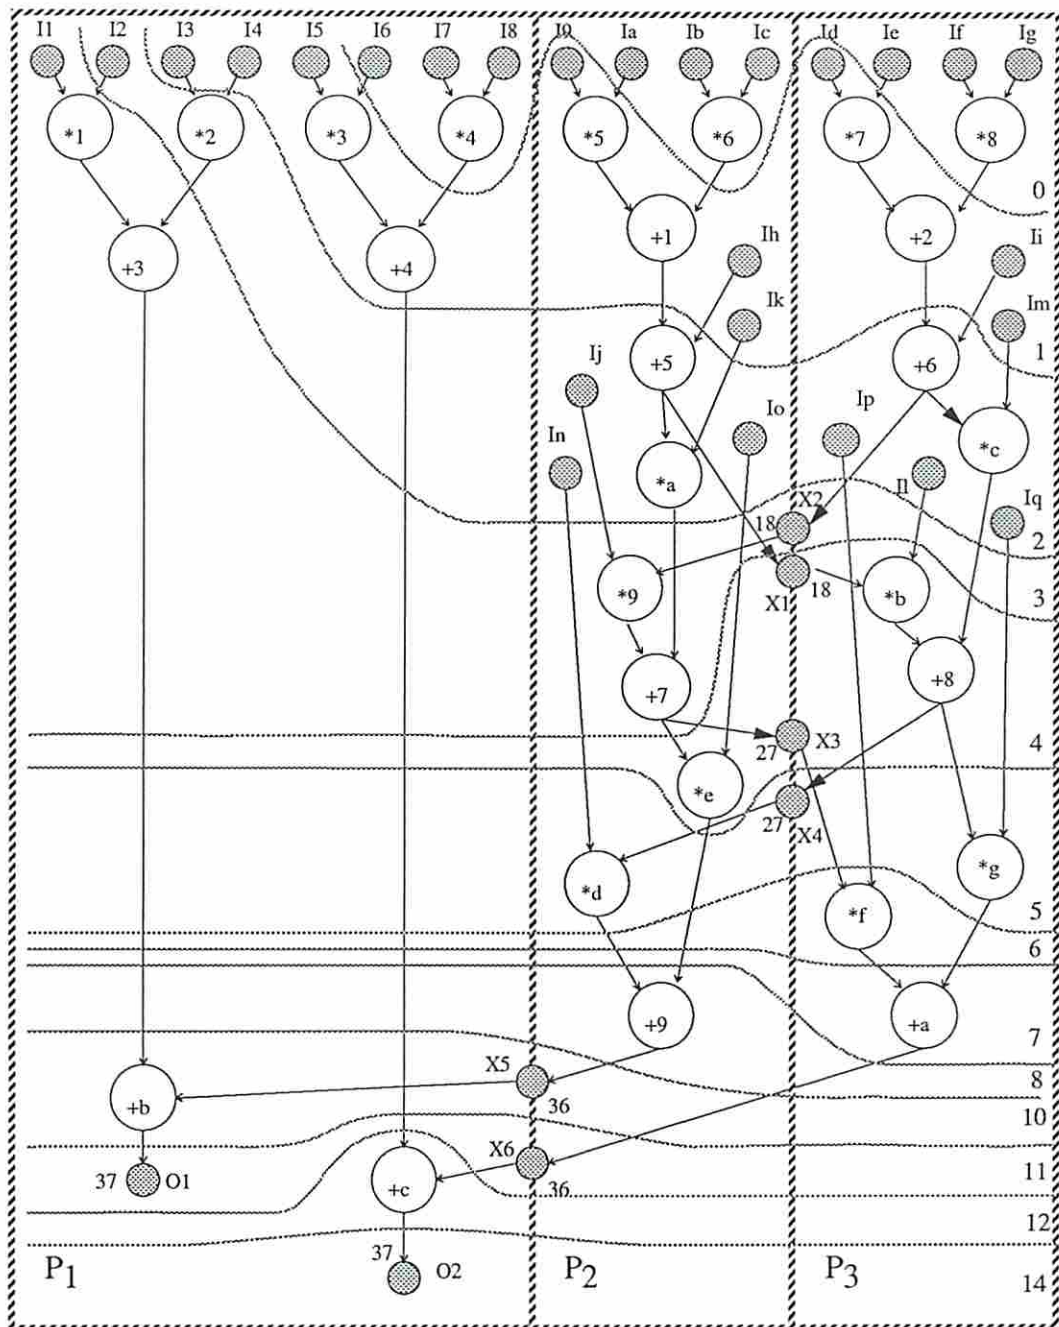 I1 I2 I3 I4 I5 I6 I7 I8 I9 Ia Ib Ic Id Ie If Ig
*1 *2 *3 *4 *5 *6 *7 *8
0
+1 +2
+3 +4 Ih Ii
Ik Im
1
+5 +6
Ij
Io Ip
In *a *c
Il Iq
X2
18
2
*9 X1 18 *b 3
+7 +8
27 X3 4
*e
27 X4
*d *g
*f 5
6
+9 +a
7
X5
36
8
+b
10
X6
36
37 O1
+c
11
12
37
O2
P1 P2 P3
14